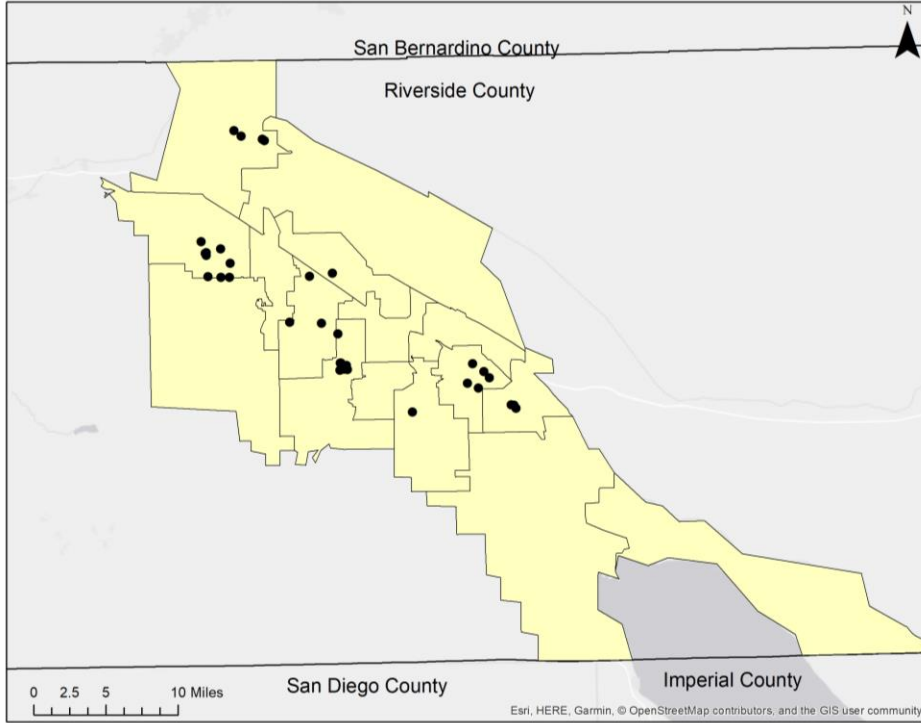 N
San Bernardino County
Riverside County
0 2.5 5 10 Miles
San Diego County
Imperial County
Esri, HERE, Garmin, © OpenStreetMap contributors, and the GIS user community